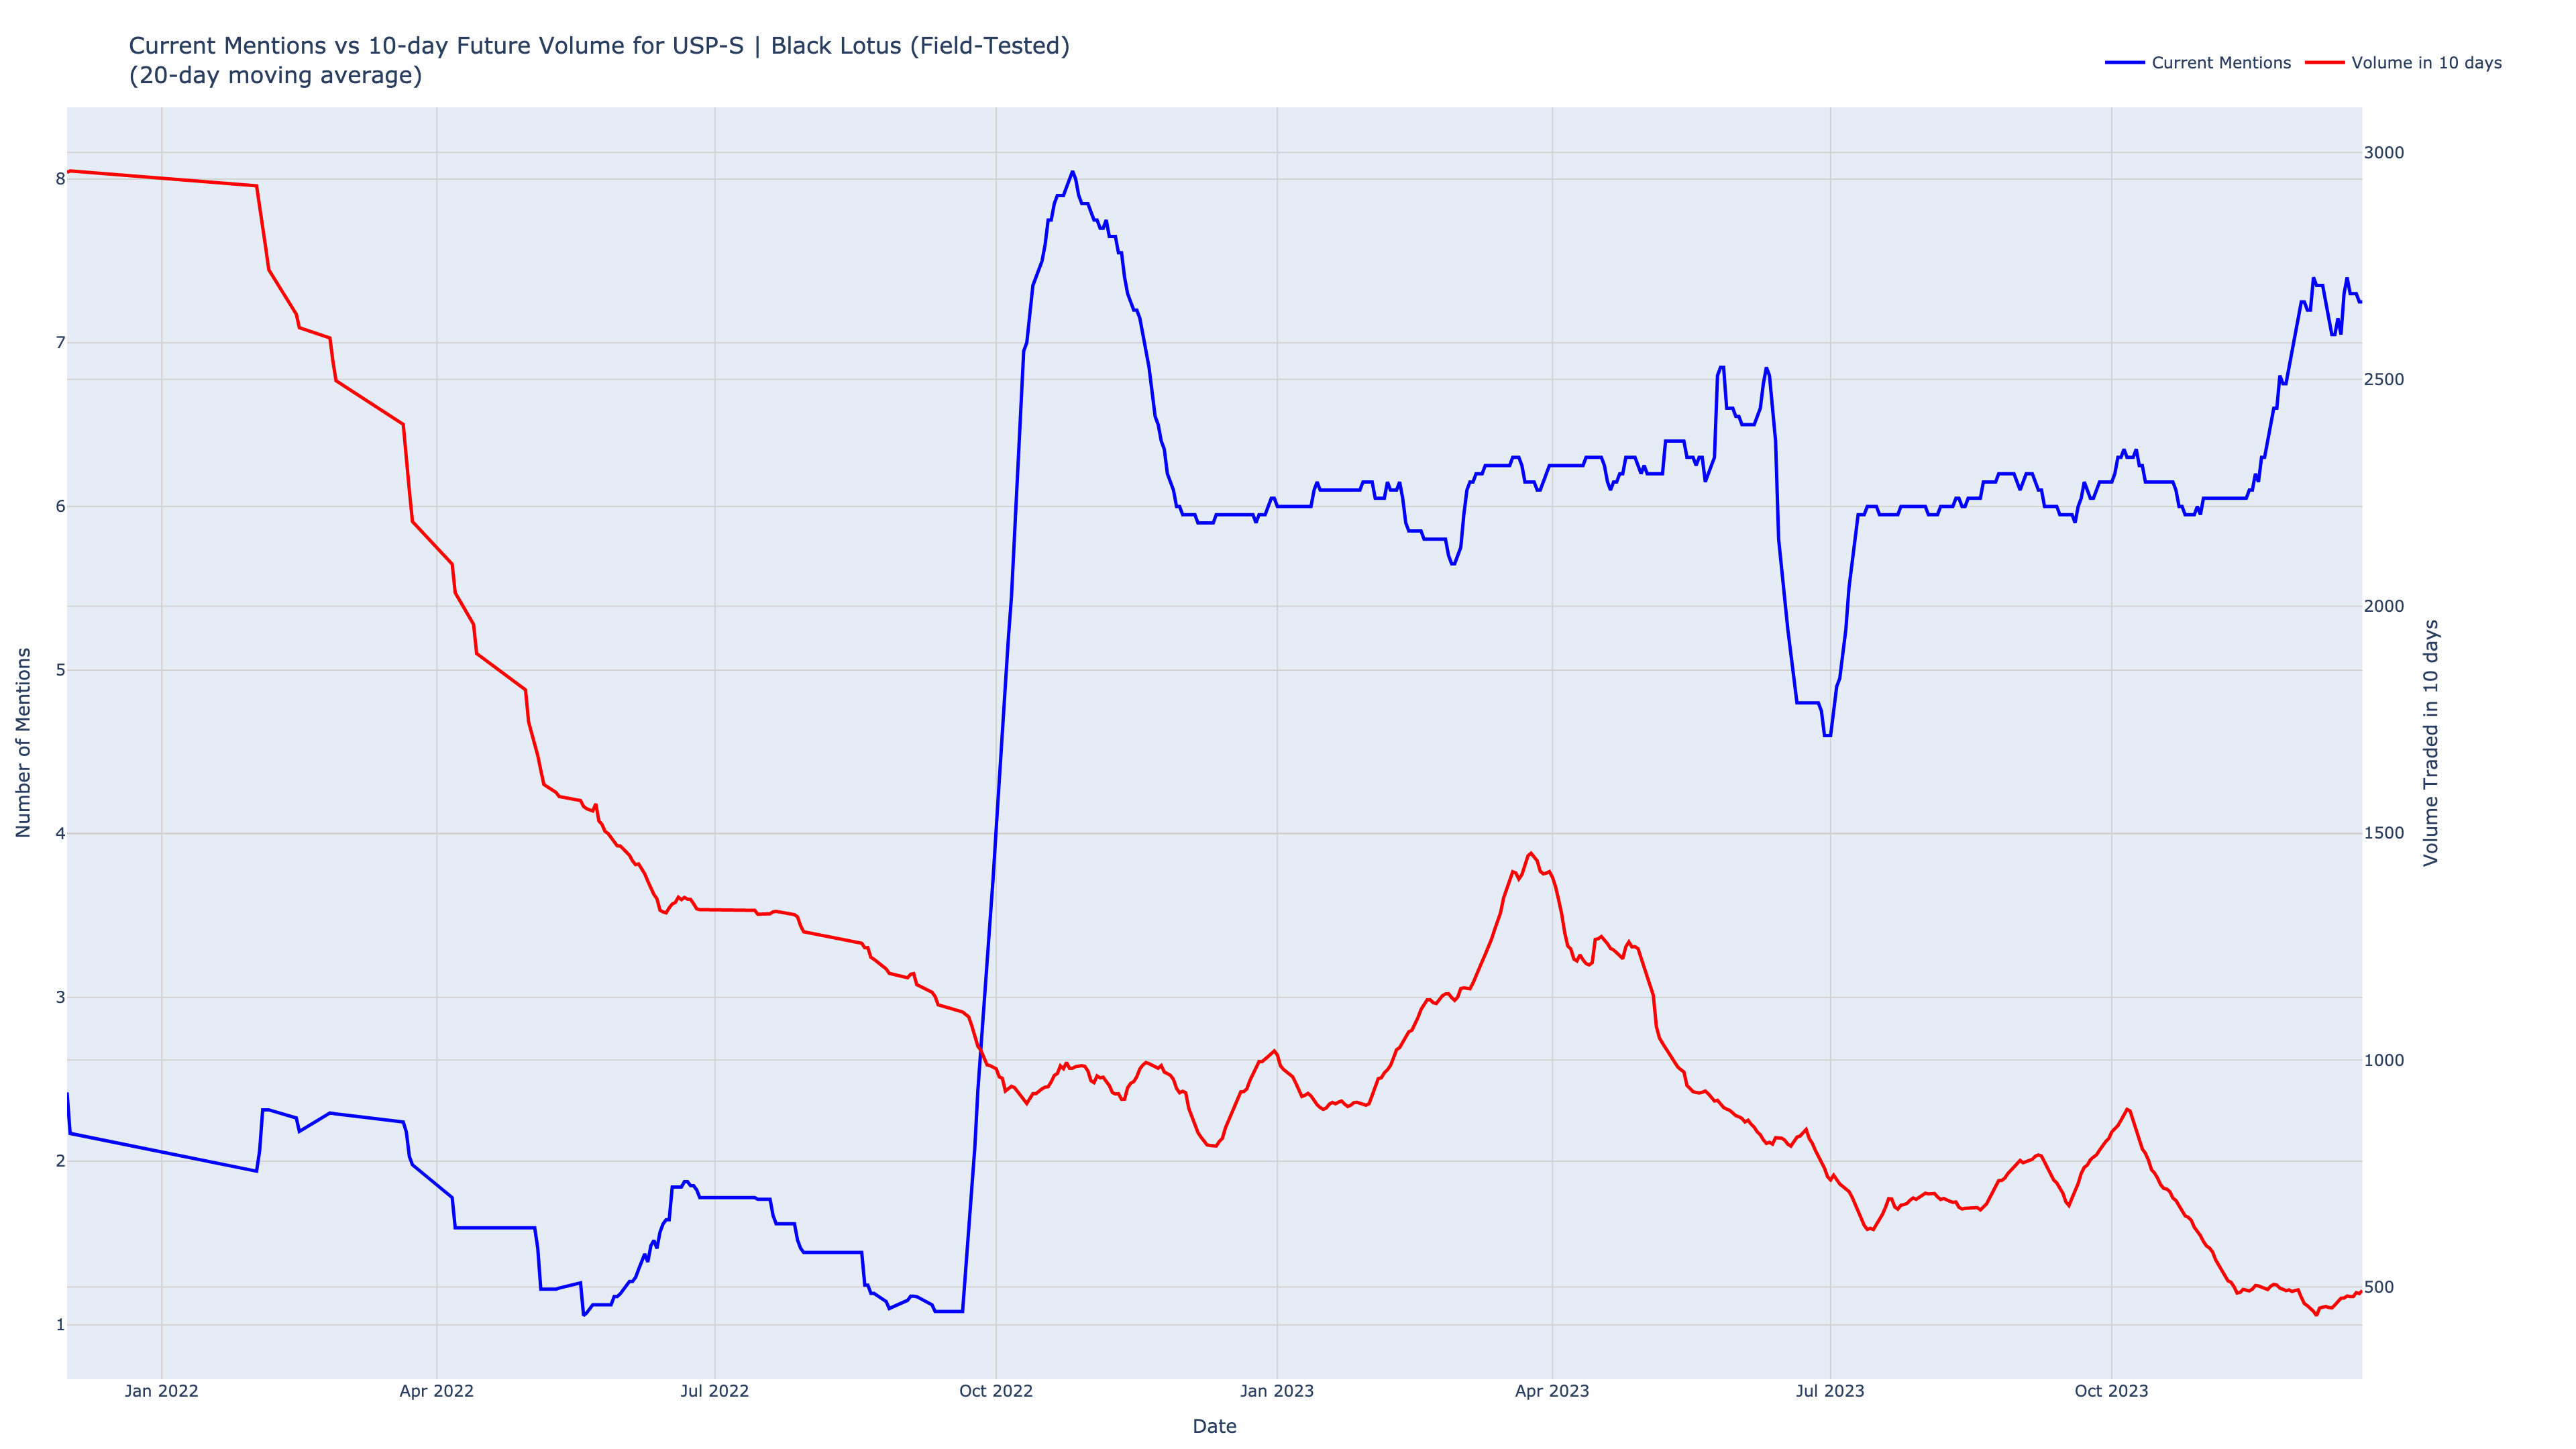 Current Mentions vs 10-day Future Volume for USP-S | Black Lotus (Field-Tested)
(20-day moving average)
Current Mentions
Volume in 10 days
8
7
6
5
4
3
2
1
Number of Mentions
3000
2500
2000
1500
1000
500
Volume Traded in 10 days
Jan 2022
Apr 2022
Jul 2022
Oct 2022
Jan 2023
Apr 2023
Jul 2023
Oct 2023
Date